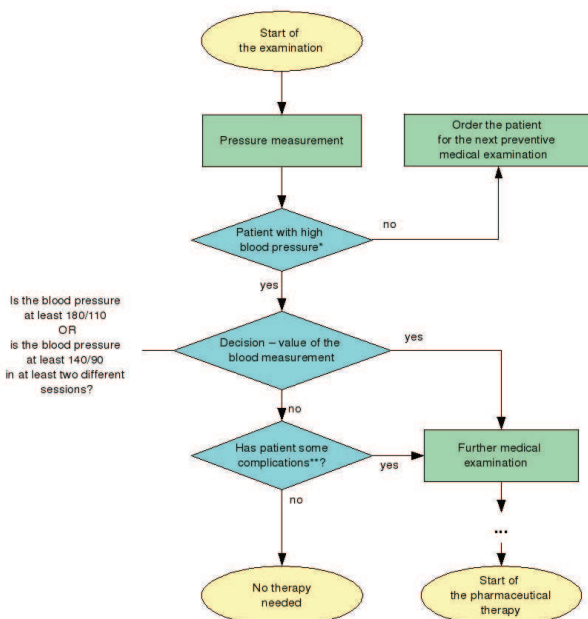 Start of
the examination
Pressure measurement
Order the patient
for the next preventive
medical examination
no
Patient with high
blood pressure*
yes
Is the blood pressure
at least 180/110
OR
is the blood pressure
at least 140/90
in at least two different
sessions?
Decision – value of the
blood measurement
yes
no
Has patient some
complications**?
yes
Further medical
examination
no
...
No therapy
needed
Start of
the pharmaceutical
therapy